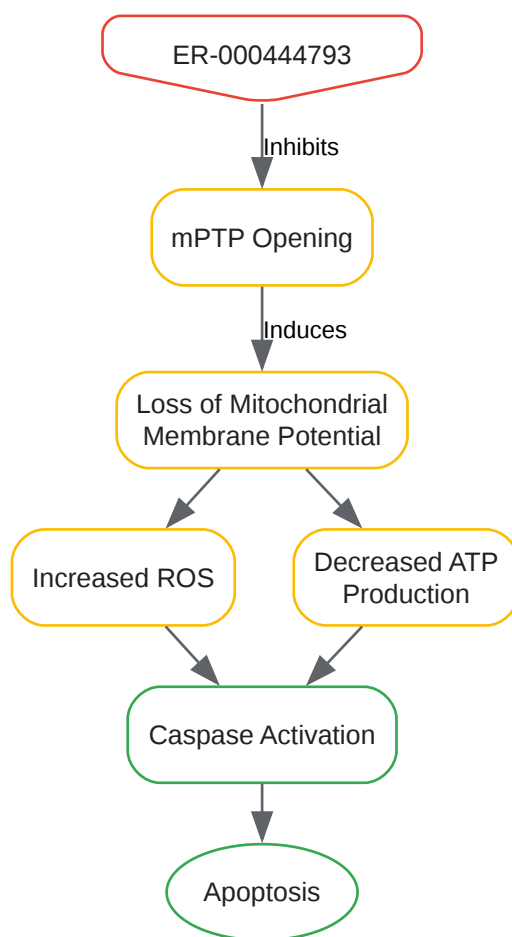 ER-000444793
Inhibits
mPTP Opening
Induces
Loss of Mitochondrial
Membrane Potential
Increased ROS
Decreased ATP
Production
Caspase Activation
Apoptosis